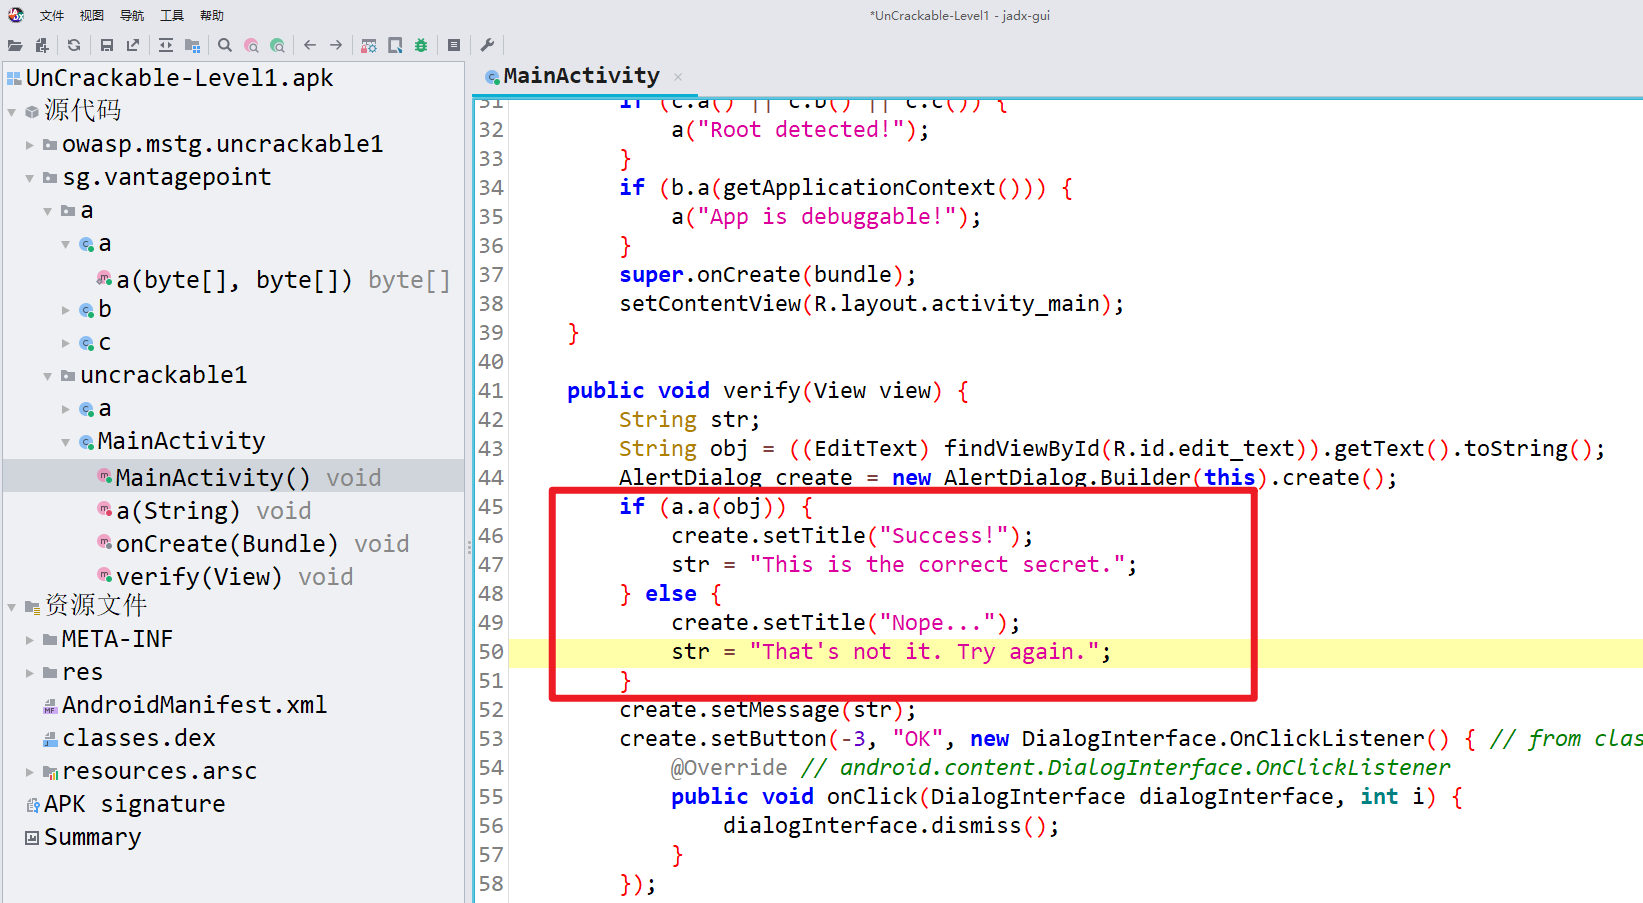 文件 视图 导航 工具 帮助
*UnCrackable-Level1 - jadx-gui
UnCrackable-Level1.apk
源代码
owasp.mstg.uncrackable1
sg.vantagepoint
a
a
a(byte[], byte[]) byte[]
b
c
uncrackable1
a
MainActivity
MainActivity() void
a(String) void
onCreate(Bundle) void
verify(View) void
资源文件
META-INF
res
AndroidManifest.xml
classes.dex
resources.arsc
APK signature
Summary
MainActivity ×
31 if (c.a() || c.b() || c.c()) {
32 a("Root detected!");
33 }
34 if (b.a(getApplicationContext())) {
35 a("App is debuggable!");
36 }
37 super.onCreate(bundle);
38 setContentView(R.layout.activity_main);
39 }
40
41 public void verify(View view) {
42 String str;
43 String obj = ((EditText) findViewById(R.id.edit_text)).getText().toString();
44 AlertDialog create = new AlertDialog.Builder(this).create();
45 if (a.a(obj)) {
46 create.setTitle("Success!");
47 str = "This is the correct secret.";
48 } else {
49 create.setTitle("Nope...");
50 str = "That's not it. Try again.";
51 }
52 create.setMessage(str);
53 create.setButton(-3, "OK", new DialogInterface.OnClickListener() { // from clas
54 @Override // android.content.DialogInterface.OnClickListener
55 public void onClick(DialogInterface dialogInterface, int i) {
56 dialogInterface.dismiss();
57 }
58 });